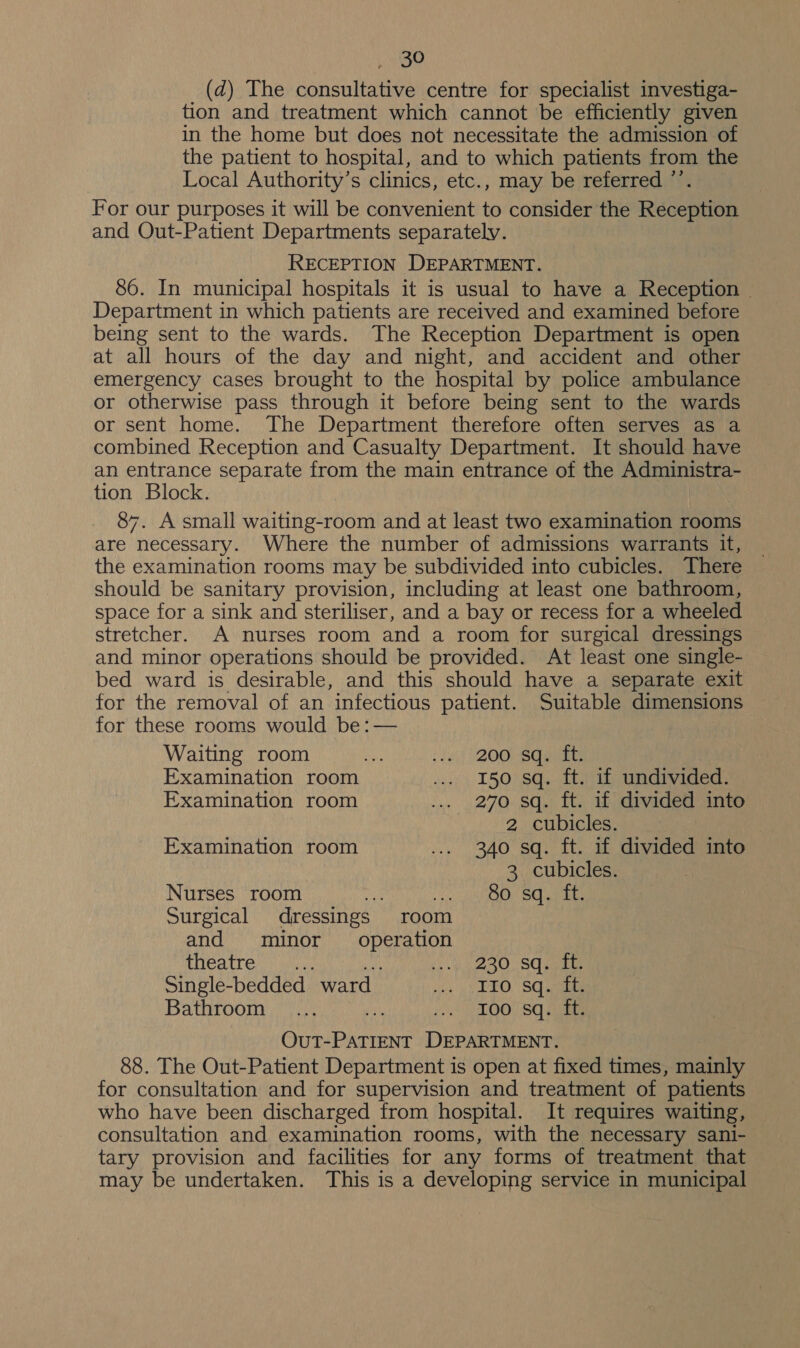 30
(d) The consultative centre for specialist investiga-
tion and treatment which cannot be efficiently given
in the home but does not necessitate the admission of
the patient to hospital, and to which patients from the
Local Authority’s clinics, etc., may be referred ’’.
For our purposes it will be convenient to consider the Reception
and Out-Patient Departments separately.
RECEPTION DEPARTMENT.
86. In municipal hospitals it is usual to have a Reception
Department in which patients are received and examined before
being sent to the wards. The Reception Department is open
at all hours of the day and night, and accident and other
emergency cases brought to the hospital by police ambulance
or otherwise pass through it before being sent to the wards
or sent home. The Department therefore often serves as a
combined Reception and Casualty Department. It should have
an entrance separate from the main entrance of the Administra-
tion Block.
87. A small waiting-room and at least two examination rooms
are necessary. Where the number of admissions warrants it,
the examination rooms may be subdivided into cubicles. There
should be sanitary provision, including at least one bathroom,
space for a sink and steriliser, and a bay or recess for a wheeled
stretcher. A nurses room and a room for surgical dressings
and minor operations should be provided. At least one single-
bed ward is desirable, and this should have a separate exit
for the removal of an infectious patient. Suitable dimensions
for these rooms would be:—
Waiting room ... ... 200 sq. ft.
Examination room ... 150 sq. ft. if undivided.
Examination room ... 270 sq. ft. if divided into
2 cubicles.
Examination room ... 340 sq. ft. if divided into
3 cubicles.
Nurses room ... ... 80 sq. ft.
Surgical dressings room
and minor operation
theatre ... ... ... 230 sq. ft.
Single-bedded ward ... 110 sq. ft.
Bathroom ... ... ... 100 sq. ft.
OUT-PATIENT DEPARTMENT.
88. The Out-Patient Department is open at fixed times, mainly
for consultation and for supervision and treatment of patients
who have been discharged from hospital. It requires waiting,
consultation and examination rooms, with the necessary sani-
tary provision and facilities for any forms of treatment that
may be undertaken. This is a developing service in municipal